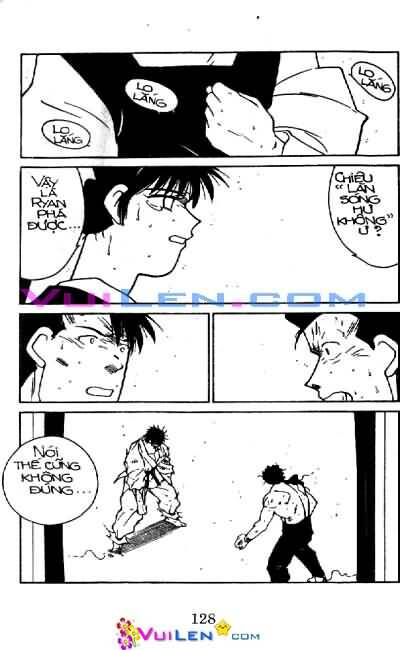 LO
LẮNG
LO
LẮNG
LO
LẮNG
CHIÊU
"LÀN
SÓNG
HƯ
KHÔNG"
Ư?
VẬY
LÀ
RYAN
PHÁ
ĐƯỢC...
VUILEN.COM
NÓI
THẾ CŨNG
KHÔNG
ĐÚNG...
128
VUILEN.COM